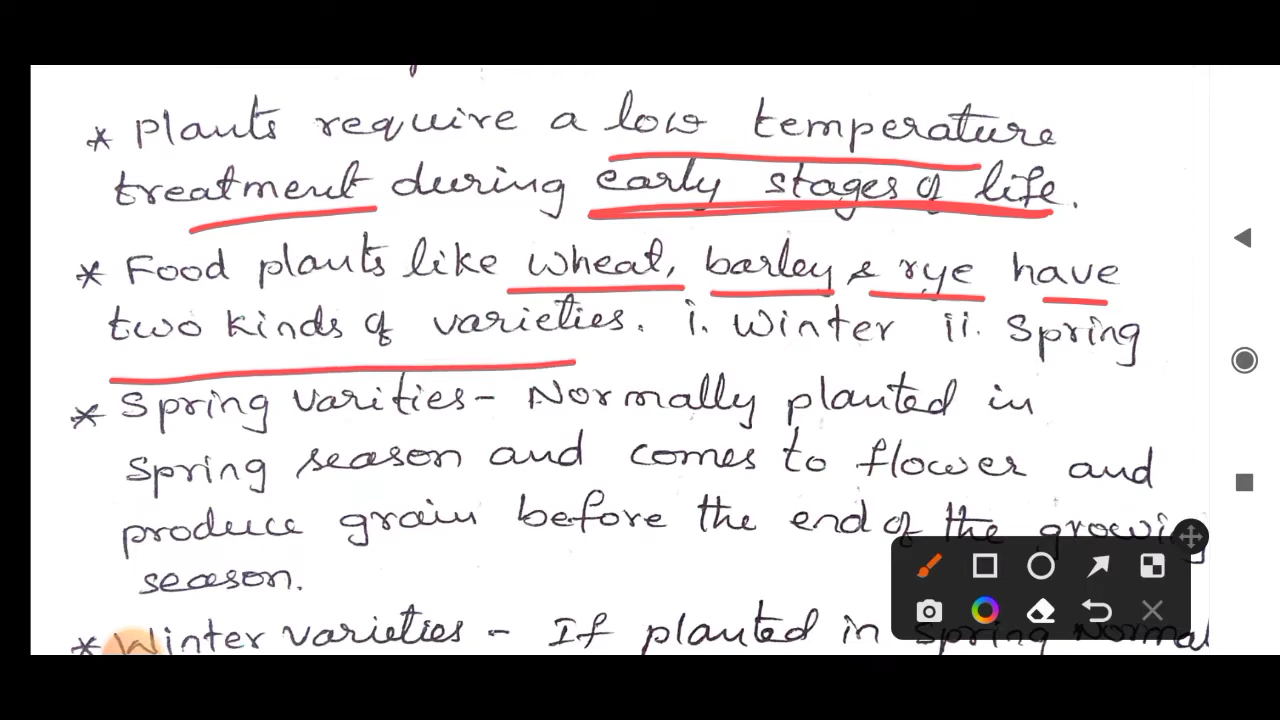 * Plants require a low temperature
treatment during early stages of life.
* Food plants like wheat, barley & rye have
two kinds of varieties. i. Winter ii. Spring
* Spring varities - Normally planted in
spring season and comes to flower and
produce grain before the end of the growing
season.
* Winter varieties - If planted in spring